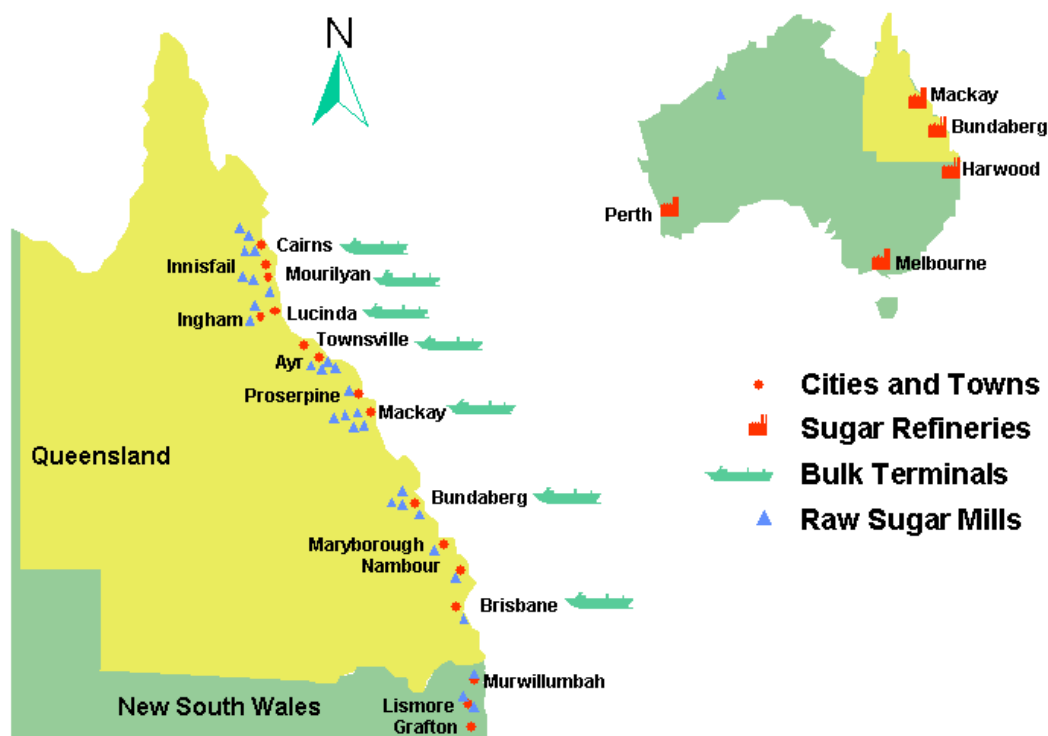 N
Cairns
Innisfail
Mourilyan
Lucinda
Ingham
Townsville
Ayr
Proserpine
Mackay
Queensland
Bundaberg
Maryborough
Nambour
Brisbane
Murwillumbah
New South Wales
Lismore
Grafton
Mackay
Bundaberg
Harwood
Perth
Melbourne
Cities and Towns
Sugar Refineries
Bulk Terminals
Raw Sugar Mills